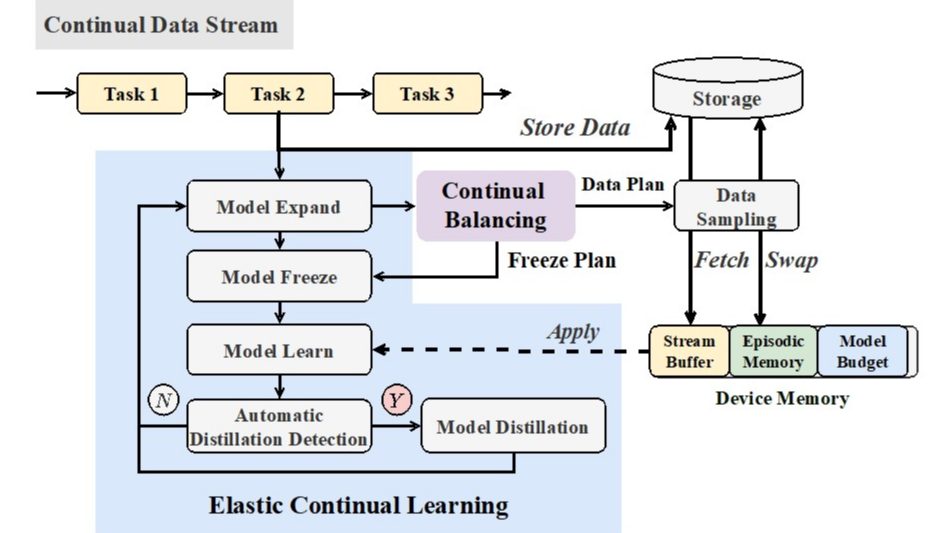 Continual Data Stream
Task 1
Task 2
Task 3
Storage
Store Data
Model Expand
Continual
Balancing
Data Plan
Data
Sampling
Freeze Plan
Fetch
Swap
Model Freeze
Model Learn
Apply
Stream
Buffer
Episodic
Memory
Model
Budget
Device Memory
N
Automatic
Distillation Detection
Y
Model Distillation
Elastic Continual Learning